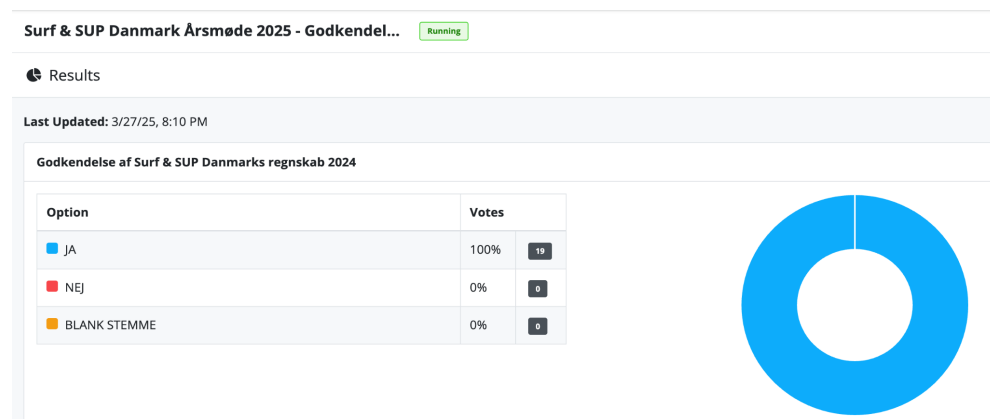 Surf & SUP Danmark Årsmøde 2025 - Godkendel... Running
Results
Last Updated: 3/27/25, 8:10 PM
Godkendelse af Surf & SUP Danmarks regnskab 2024
Option Votes
JA 100% 19
NEJ 0% 0
BLANK STEMME 0% 0